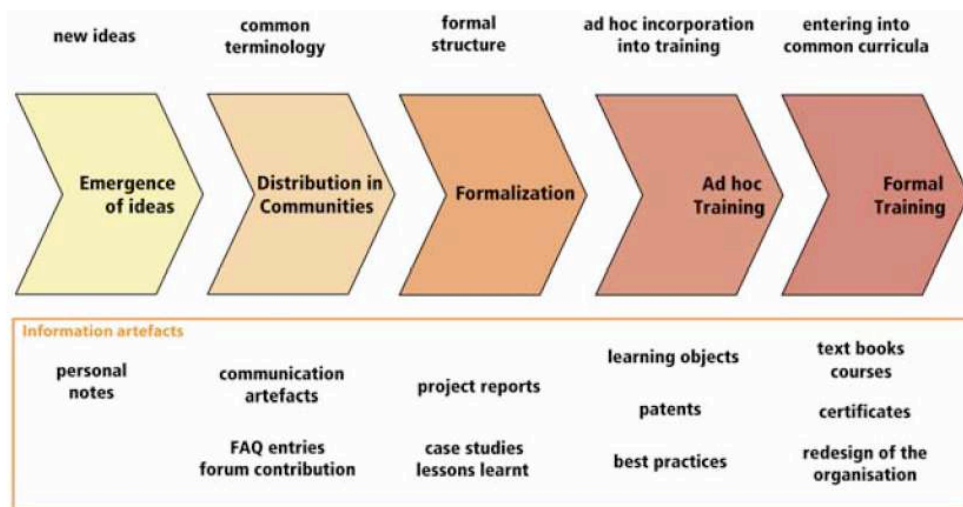 new ideas
common
terminology
formal
structure
ad hoc incorporation
into training
entering into
common curricula
Emergence
of ideas
Distribution in
Communities
Formalization
Ad hoc
Training
Formal
Training
Information artefacts
personal
notes
communication
artefacts
FAQ entries
forum contribution
project reports
case studies
lessons learnt
learning objects
patents
best practices
text books
courses
certificates
redesign of the
organisation